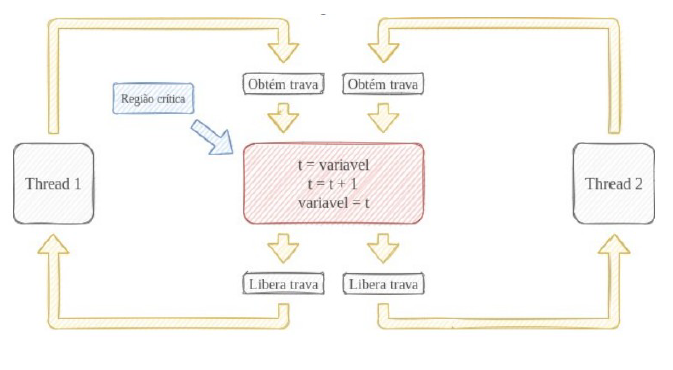 Obtém trava
Obtém trava
Região crítica
Thread 1
t = variavel
t = t + 1
variavel = t
Thread 2
Libera trava
Libera trava